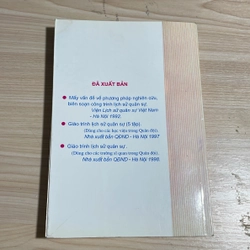 ĐÃ XUẤT BẢN
● Mấy vấn đề về phương pháp nghiên cứu,
biên soạn công trình lịch sử quân sự.
Viện Lịch sử quân sự Việt Nam
- Hà Nội 1992.
● Giáo trình lịch sử quân sự (5 tập).
(Dùng cho các học viện trong Quân đội).
Nhà xuất bản QĐND - Hà Nội 1997
● Giáo trình lịch sử quân sự.
(Dùng cho các trường sĩ quan trong Quân đội).
Nhà xuất bản QĐND - Hà Nội 1998.